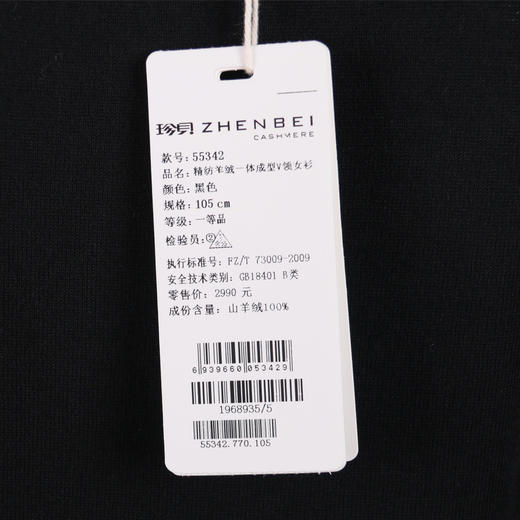 珍貝 ZHENBEI
CASHMERE
款号: 55342
品名: 精纺羊绒一体成型V领女衫
颜色: 黑色
规格: 105cm
等级: 一等品
检验员: ②
执行标准号: FZ/T 73009-2009
安全技术类别: GB18401 B类
零售价: 2990 元
成份含量: 山羊绒100%
6 939660 053429
1968935/5
55342.770.105